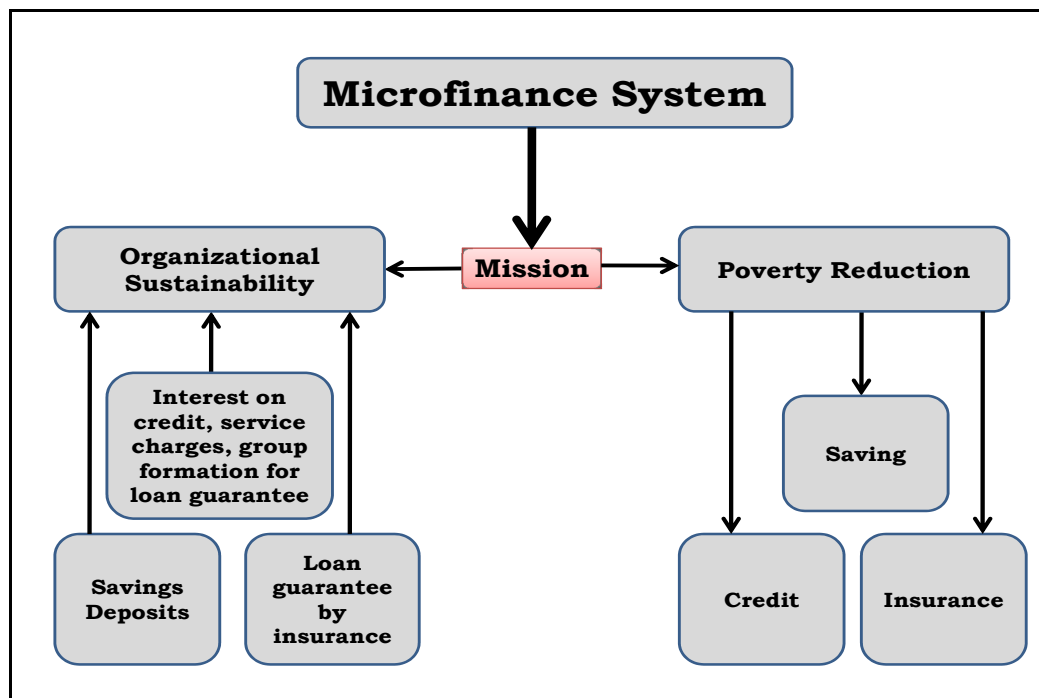 Microfinance System
Organizational
Sustainability
Mission
Poverty Reduction
Interest on
credit, service
charges, group
formation for
loan guarantee
Saving
Savings
Deposits
Loan
guarantee
by
insurance
Credit
Insurance